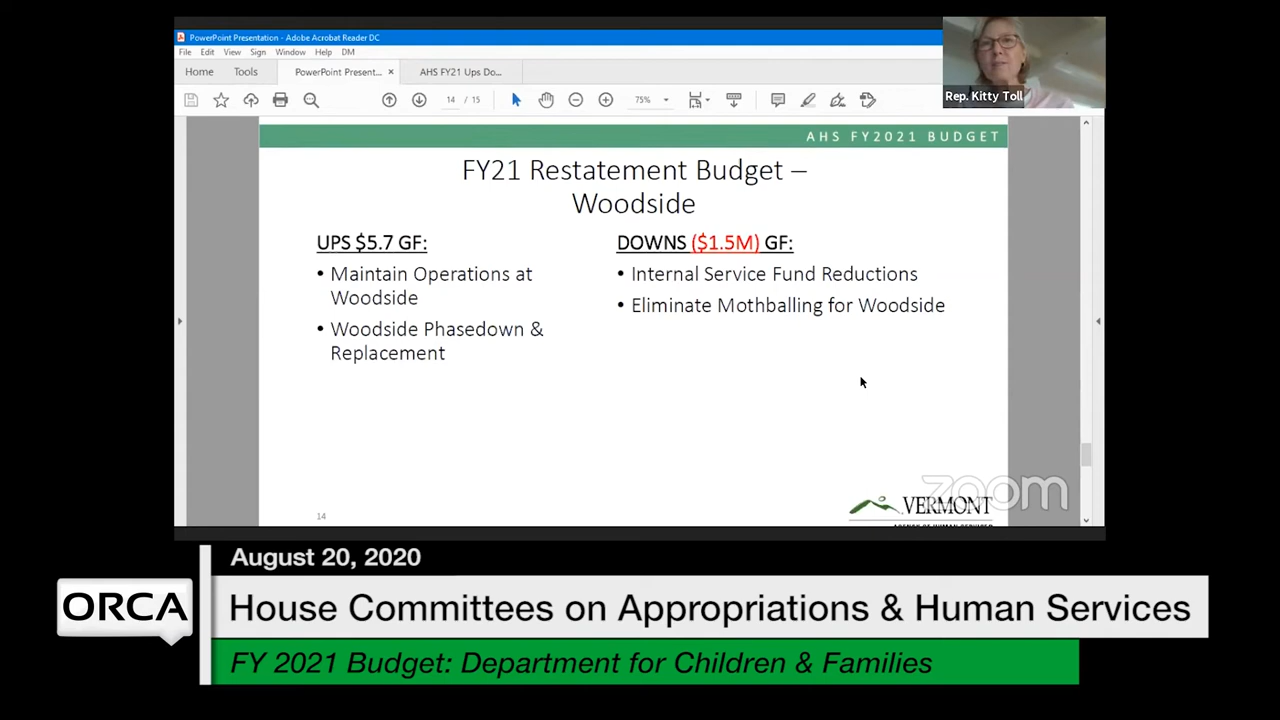 PowerPoint Presentation - Adobe Acrobat Reader DC
File Edit View Sign Window Help DM
Home Tools PowerPoint Present... × AHS FY21 Ups Do...
14 / 15 75%
Rep. Kitty Toll
AHS FY2021 BUDGET
FY21 Restatement Budget –
Woodside
UPS $5.7 GF:
• Maintain Operations at
Woodside
• Woodside Phasedown &
Replacement
DOWNS ($1.5M) GF:
• Internal Service Fund Reductions
• Eliminate Mothballing for Woodside
zoom
VERMONT
14
August 20, 2020
ORCA
House Committees on Appropriations & Human Services
FY 2021 Budget: Department for Children & Families